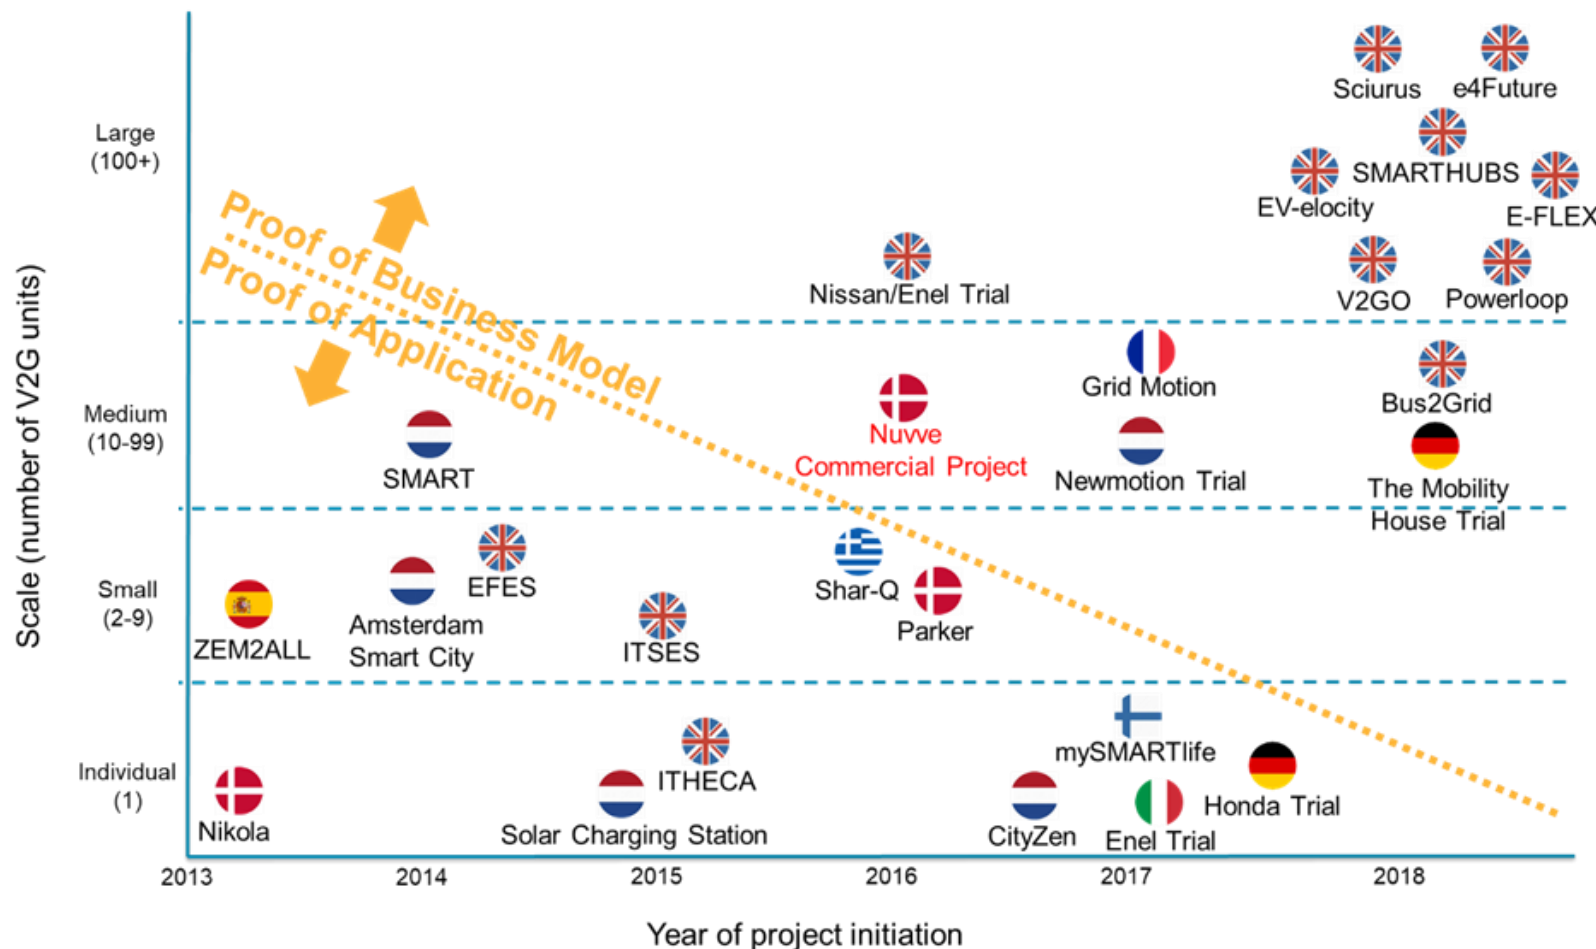 Sciurus
e4Future
Large
(100+)
SMARTHUBS
EV-elocity
E-FLEX
Proof of Business Model
Proof of Application
Nissan/Enel Trial
V2GO
Powerloop
Scale (number of V2G units)
Medium
(10-99)
Grid Motion
Bus2Grid
SMART
Nuvve
Commercial Project
Newmotion Trial
The Mobility
House Trial
Small
(2-9)
EFES
Shar-Q
ZEM2ALL
Amsterdam
Smart City
ITSES
Parker
Individual
(1)
mySMARTlife
ITHECA
Honda Trial
Nikola
Solar Charging Station
CityZen
Enel Trial
2013
2014
2015
2016
2017
2018
Year of project initiation